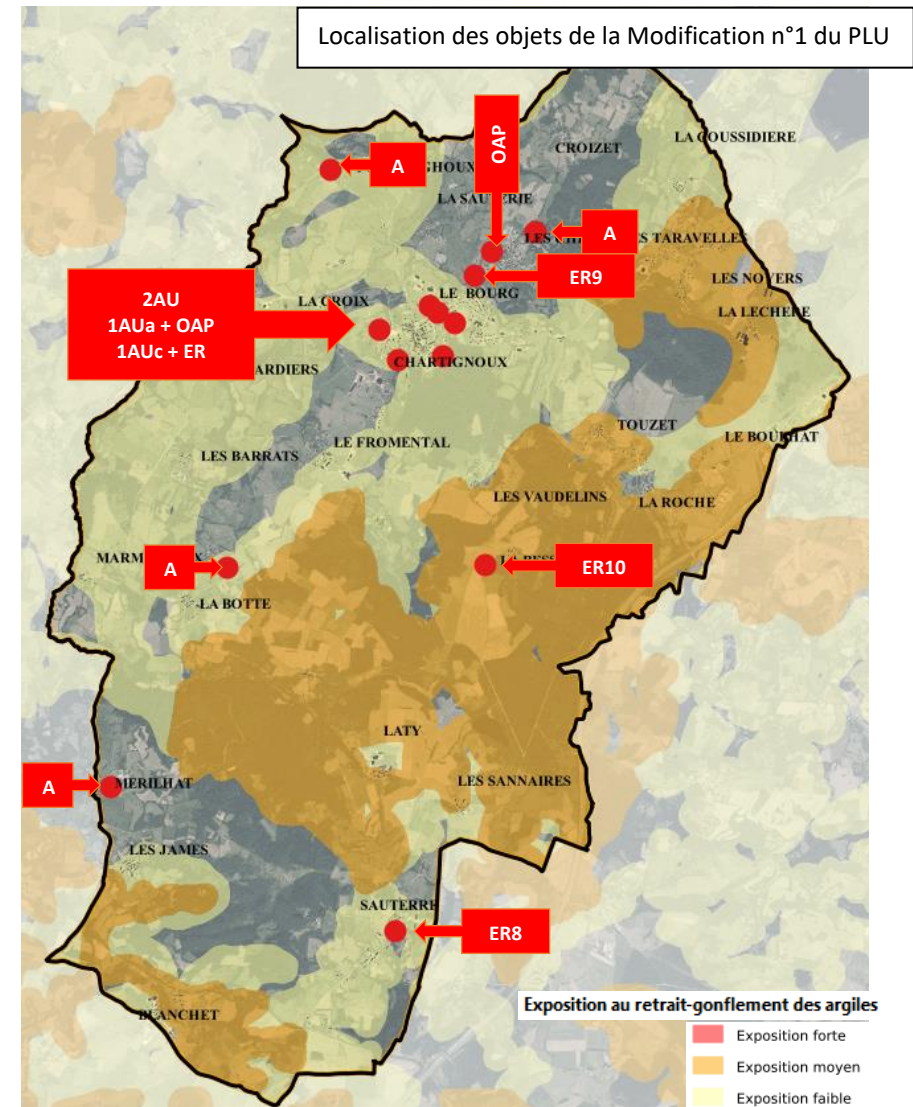 Localisation des objets de la Modification n°1 du PLU
OAP
CROIZET
LA COUSSIDIERE
A
GHOUX
LA SAUTERIE
A
TARAVELLES
ER9
LES NOYERS
LE BOURG
LA CROIX
LA LECHERE
2AU
1AUa + OAP
1AUc + ER
CHARTIGNOUX
ARDIERS
TOUZET
LE FROMENTAL
LES BARRATS
LES VAUDELINS
LA ROCHE
A
ER10
LA BOTTE
LATY
LES SANNAIRES
A
MERILHAT
LES JAMES
SAUTERRE
ER8
BLANCHET
Exposition au retrait-gonflement des argiles
Exposition forte
Exposition moyen
Exposition faible